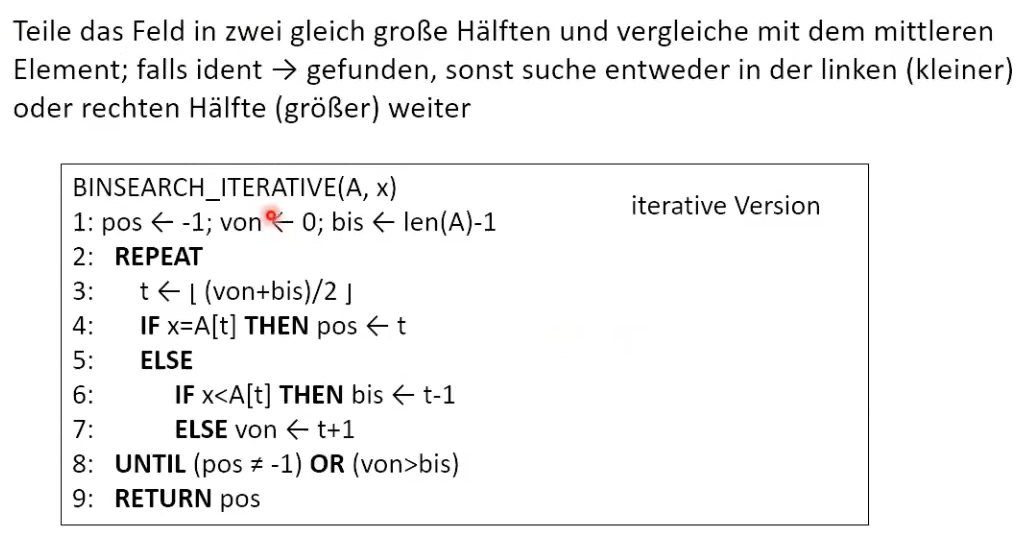 Teile das Feld in zwei gleich große Hälften und vergleiche mit dem mittleren
Element; falls ident → gefunden, sonst suche entweder in der linken (kleiner)
oder rechten Hälfte (größer) weiter
BINSEARCH_ITERATIVE(A, x)
iterative Version
1: pos ← -1; von ← 0; bis ← len(A)-1
2: REPEAT
3: t ← ⌊ (von+bis)/2 ⌋
4: IF x=A[t] THEN pos ← t
5: ELSE
6: IF x<A[t] THEN bis ← t-1
7: ELSE von ← t+1
8: UNTIL (pos ≠ -1) OR (von>bis)
9: RETURN pos